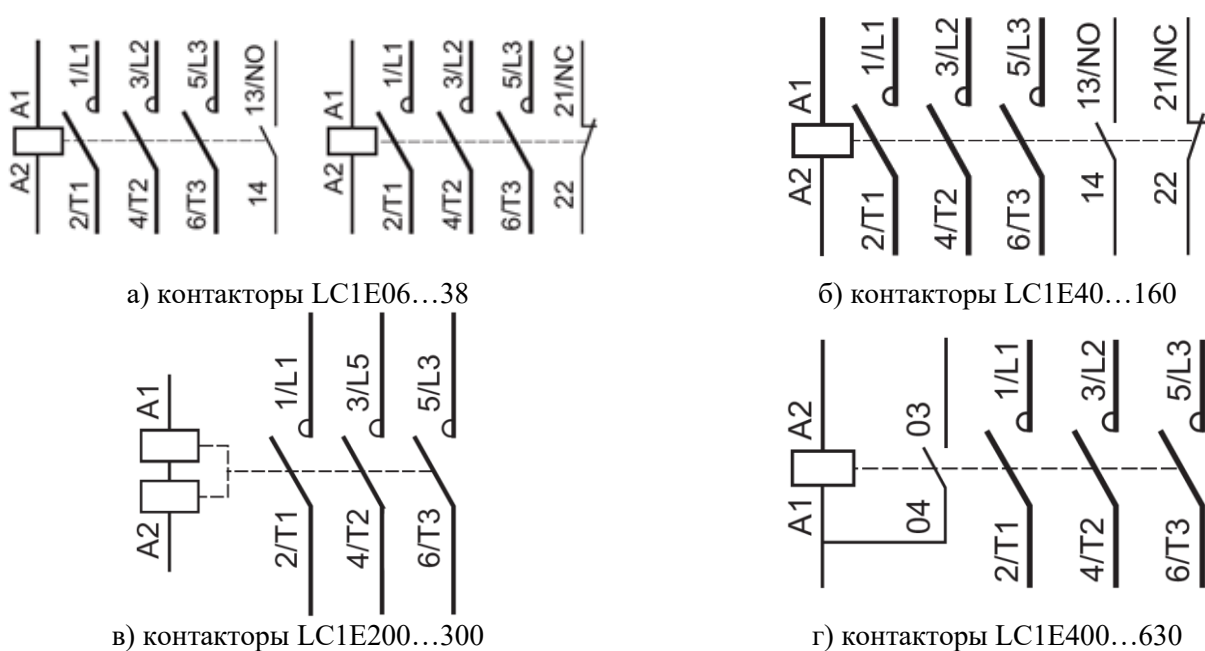 A1 1/L1 3/L2 5/L3 13/NO
A2 2/T1 4/T2 6/T3 14
A1 1/L1 3/L2 5/L3 21/NC
A2 2/T1 4/T2 6/T3 22
A1 1/L1 3/L2 5/L3 13/NO 21/NC
A2 2/T1 4/T2 6/T3 14 22
а) контакторы LC1E06…38
б) контакторы LC1E40…160
A1 1/L1 3/L5 5/L3
A2 2/T1 4/T2 6/T3
A2 03 1/L1 3/L2 5/L3
A1 04 2/T1 4/T2 6/T3
в) контакторы LC1E200…300
г) контакторы LC1E400…630